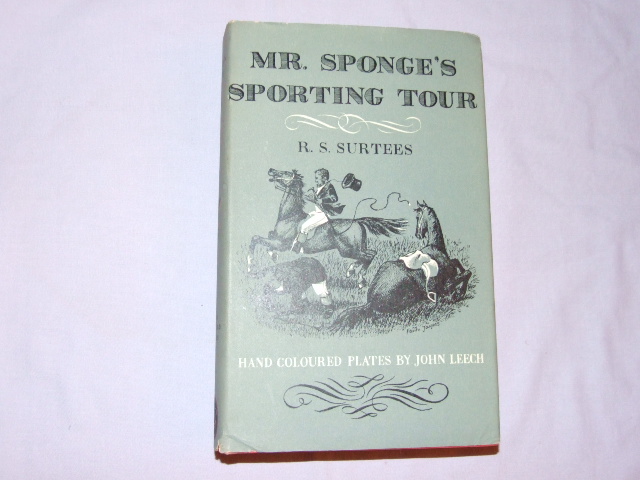 MR. SPONGE'S
SPORTING TOUR
R. S. SURTEES
HAND COLOURED PLATES BY JOHN LEECH